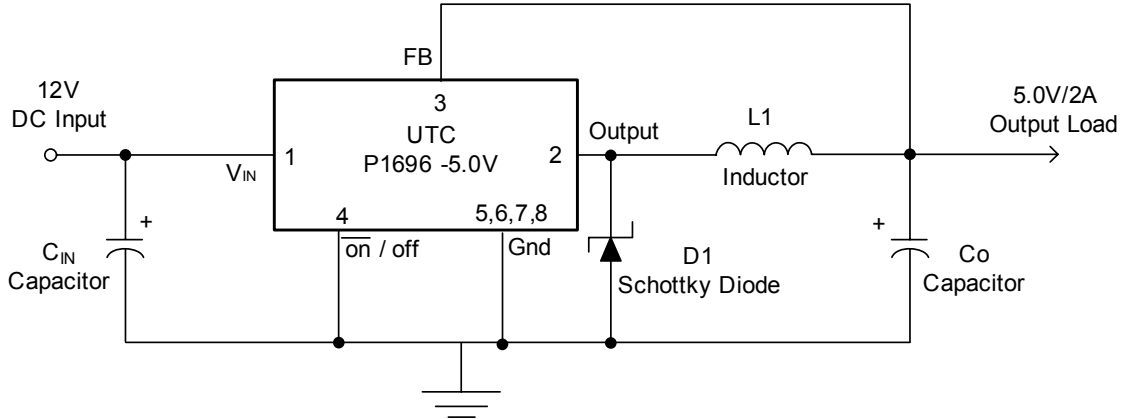 FB
12V
DC Input
3
5.0V/2A
Output Load
UTC
P1696 -5.0V
1
2
Output
L1
Inductor
VIN
4
5,6,7,8
on / off
Gnd
+
CIN
Capacitor
D1
Schottky Diode
+
Co
Capacitor